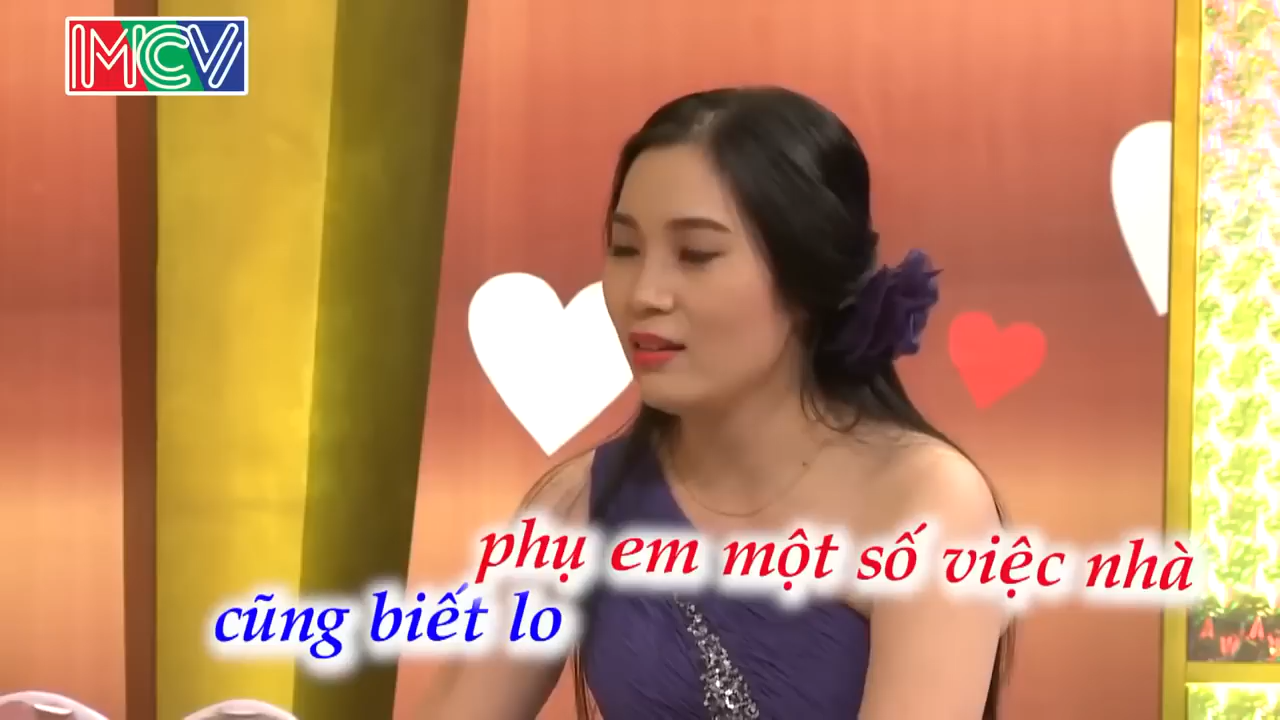 MCV
phụ em một số việc nhà
cũng biết lo